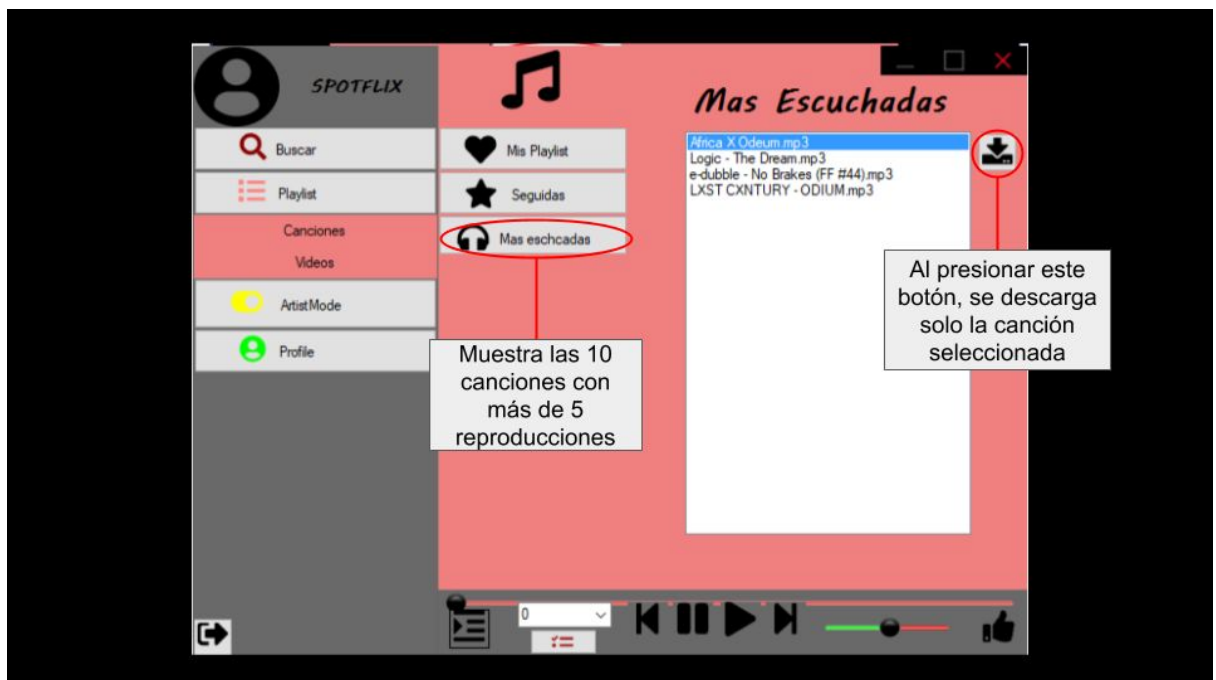 SPOTFLIX
Buscar
Playlist
Canciones
Videos
ArtistMode
Profile
Mis Playlist
Seguidas
Mas eschcadas
Muestra las 10
canciones con
más de 5
reproducciones
Mas Escuchadas
Africa X Odeum.mp3
Logic - The Dream.mp3
e-dubble - No Brakes (FF #44).mp3
LXST CXNTURY - ODIUM.mp3
Al presionar este
botón, se descarga
solo la canción
seleccionada
0